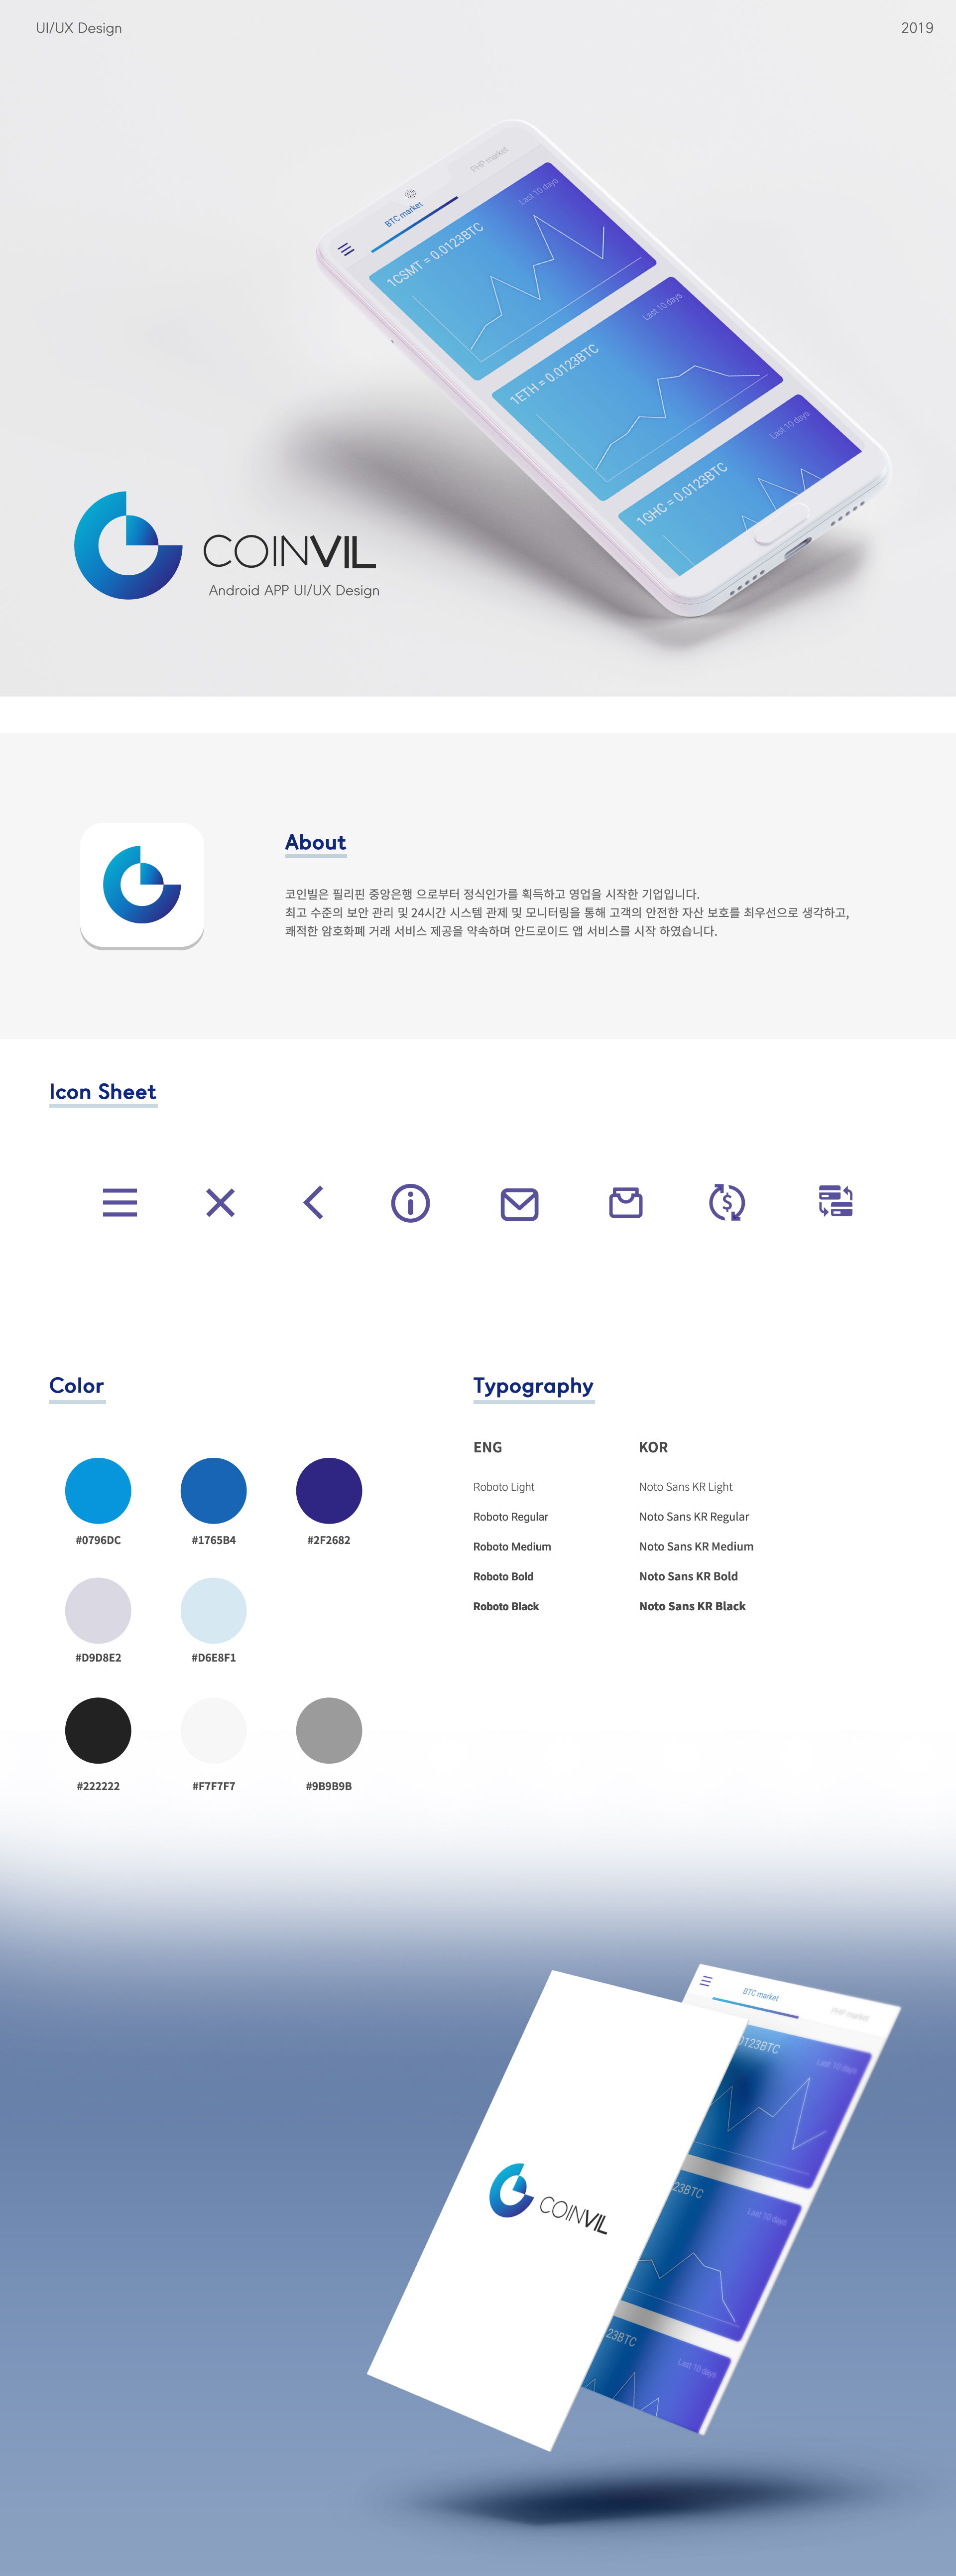 UI/UX Design
2019
PHP market
BTC market
Last 10 days
1CSMT = 0.0123BTC
Last 10 days
1ETH = 0.0123BTC
Last 10 days
1GHC = 0.0123BTC
COINVIL
Android APP UI/UX Design
About
코인빌은 필리핀 중앙은행 으로부터 정식인가를 획득하고 영업을 시작한 기업입니다.
최고 수준의 보안 관리 및 24시간 시스템 관제 및 모니터링을 통해 고객의 안전한 자산 보호를 최우선으로 생각하고,
쾌적한 암호화폐 거래 서비스 제공을 약속하며 안드로이드 앱 서비스를 시작 하였습니다.
Icon Sheet
Color
#0796DC
#1765B4
#2F2682
#D9D8E2
#D6E8F1
#222222
#F7F7F7
#9B9B9B
Typography
ENG
KOR
Roboto Light
Noto Sans KR Light
Roboto Regular
Noto Sans KR Regular
Roboto Medium
Noto Sans KR Medium
Roboto Bold
Noto Sans KR Bold
Roboto Black
Noto Sans KR Black
BTC market
PHP market
0123BTC
Last 10 days
23BTC
Last 10 days
23BTC
Last 10 days
COINVIL